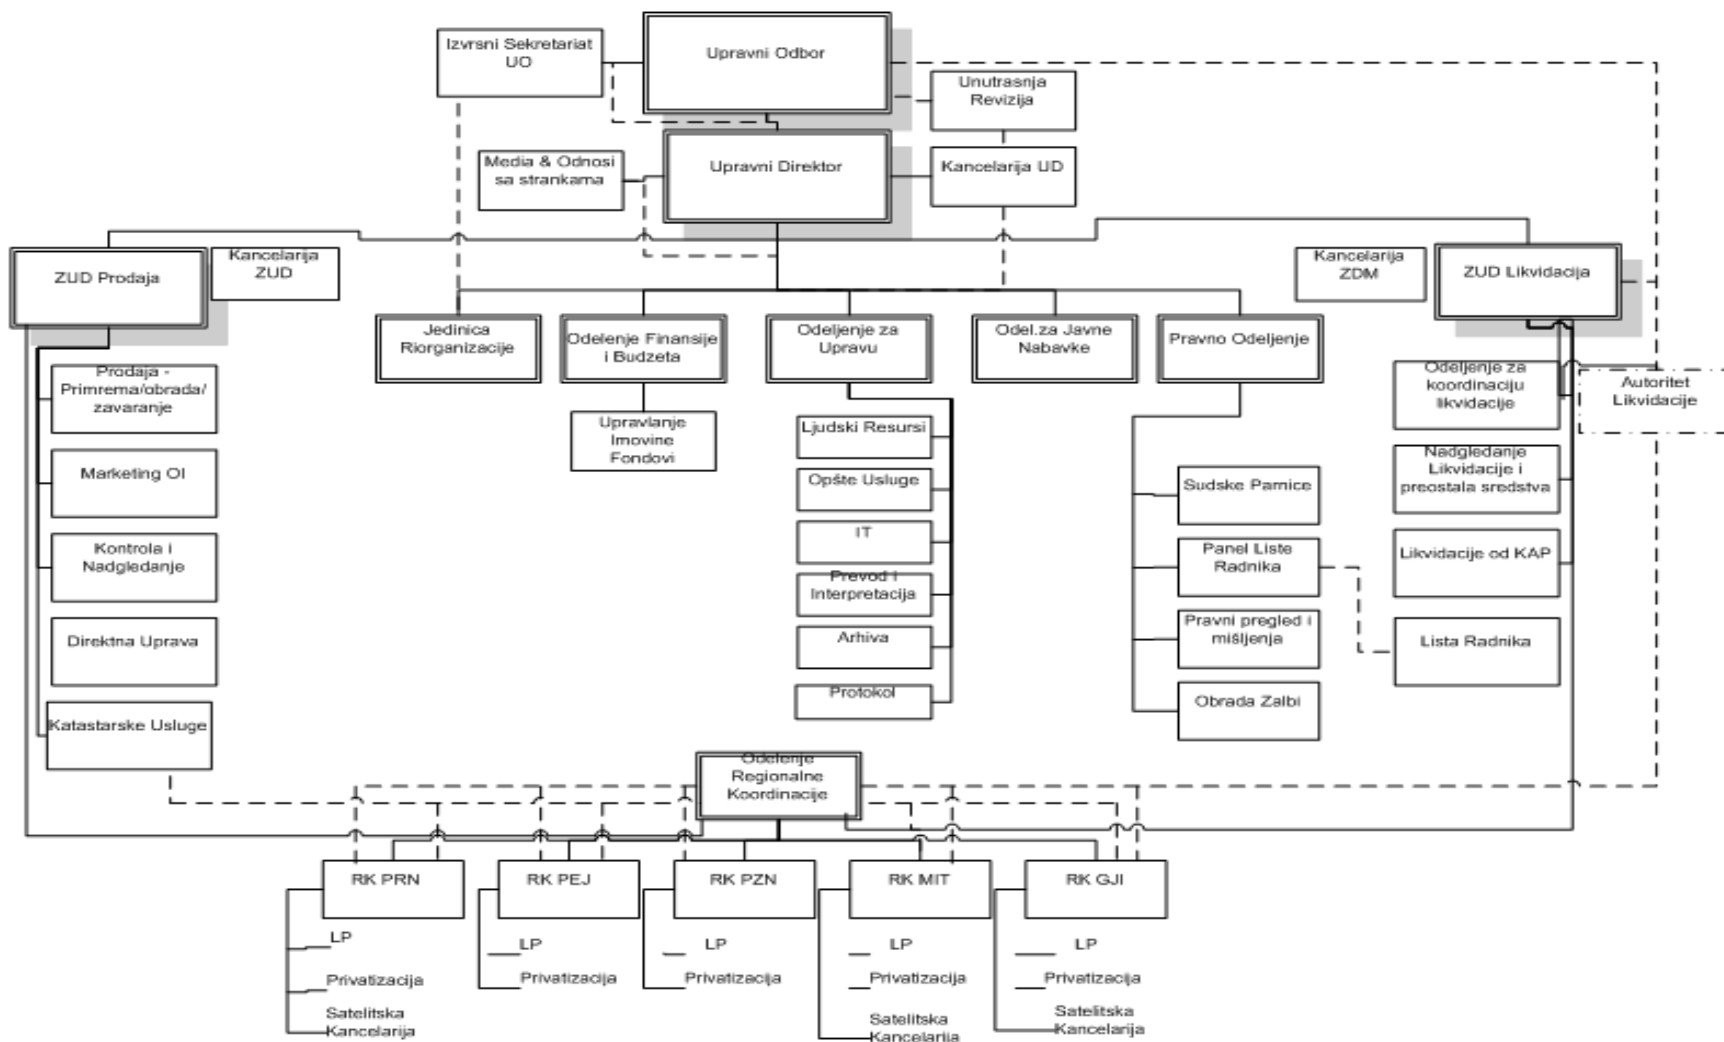 Izvrsni Sekretariat
UO
Upravni Odbor
Unutrasnja
Revizija
Media & Odnosi
sa strankama
Upravni Direktor
Kancelarija UD
ZUD Prodaja
Kancelarija
ZUD
Kancelarija
ZDM
ZUD Likvidacija
Jedinica
Riorganizacije
Odelenje Finansije
i Budzeta
Odeljenje za
Upravu
Odel.za Javne
Nabavke
Pravno Odeljenje
Prodaja -
Primrema/obrada/
zavaranje
Marketing OI
Kontrola i
Nadgledanje
Direktna Uprava
Katastarske Usluge
Upravlanje
Imovine
Fondovi
Ljudski Resursi
Opšte Usluge
IT
Prevod i
Interpretacija
Arhiva
Protokol
Sudske Parnice
Panel Liste
Radnika
Pravni pregled i
mišljenja
Obrada Zalbi
Odeljenje za
koordinaciju
likvidacije
Autoritet
Likvidacije
Nadgledanje
Likvidacije i
preostala sredstva
Likvidacije od KAP
Lista Radnika
Odelenje
Regionalne
Koordinacije
RK PRN
RK PEJ
RK PZN
RK MIT
RK GJI
LP
Privatizacija
Satelitska
Kancelarija
LP
Privatizacija
LP
Privatizacija
LP
Privatizacija
Satelitska
Kancelarija
LP
Privatizacija
Satelitska
Kancelarija